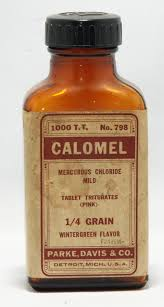 1000 T.T. No. 798
CALOMEL
MERCUROUS CHLORIDE
MILD
TABLET TRITURATES
(PINK)
1/4 GRAIN
WINTERGREEN FLAVOR
PARKE, DAVIS & CO.
DETROIT, MICH., U.S.A.